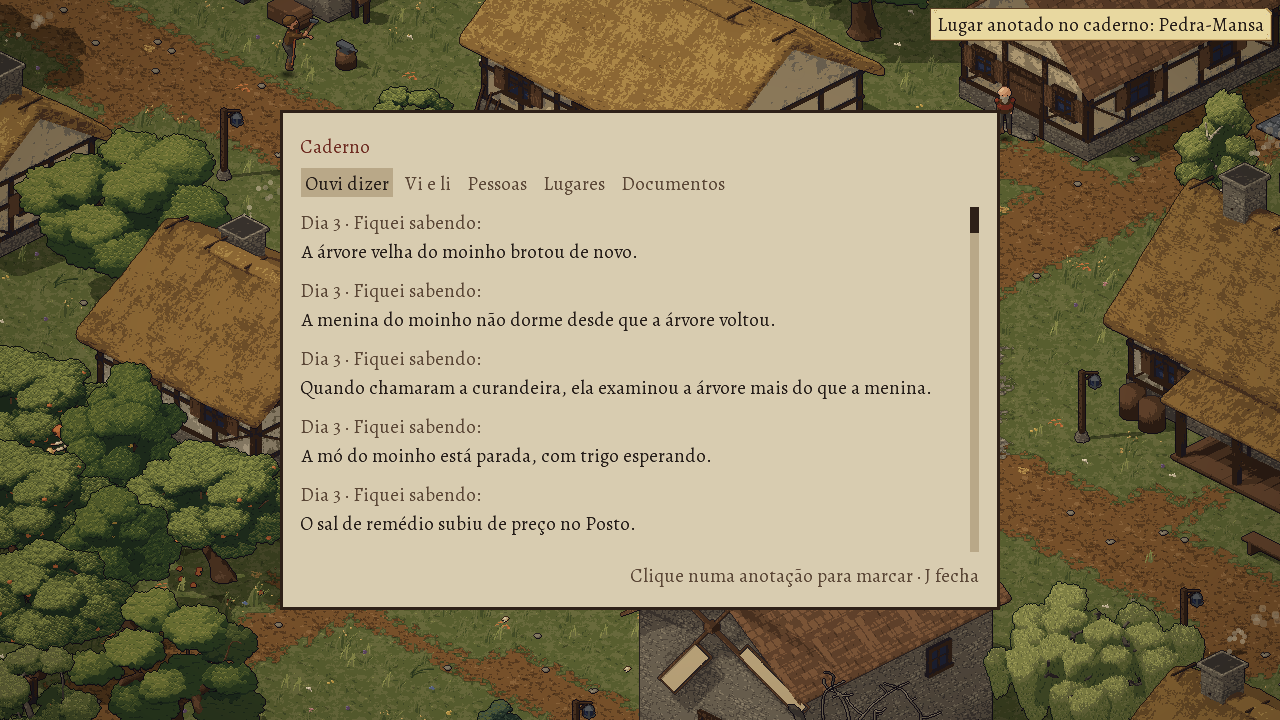 Lugar anotado no caderno: Pedra-Mansa
Caderno
Ouvi dizer Vi e li Pessoas Lugares Documentos
Dia 3 · Fiquei sabendo:
A árvore velha do moinho brotou de novo.
Dia 3 · Fiquei sabendo:
A menina do moinho não dorme desde que a árvore voltou.
Dia 3 · Fiquei sabendo:
Quando chamaram a curandeira, ela examinou a árvore mais do que a menina.
Dia 3 · Fiquei sabendo:
A mó do moinho está parada, com trigo esperando.
Dia 3 · Fiquei sabendo:
O sal de remédio subiu de preço no Posto.
Clique numa anotação para marcar · J fecha